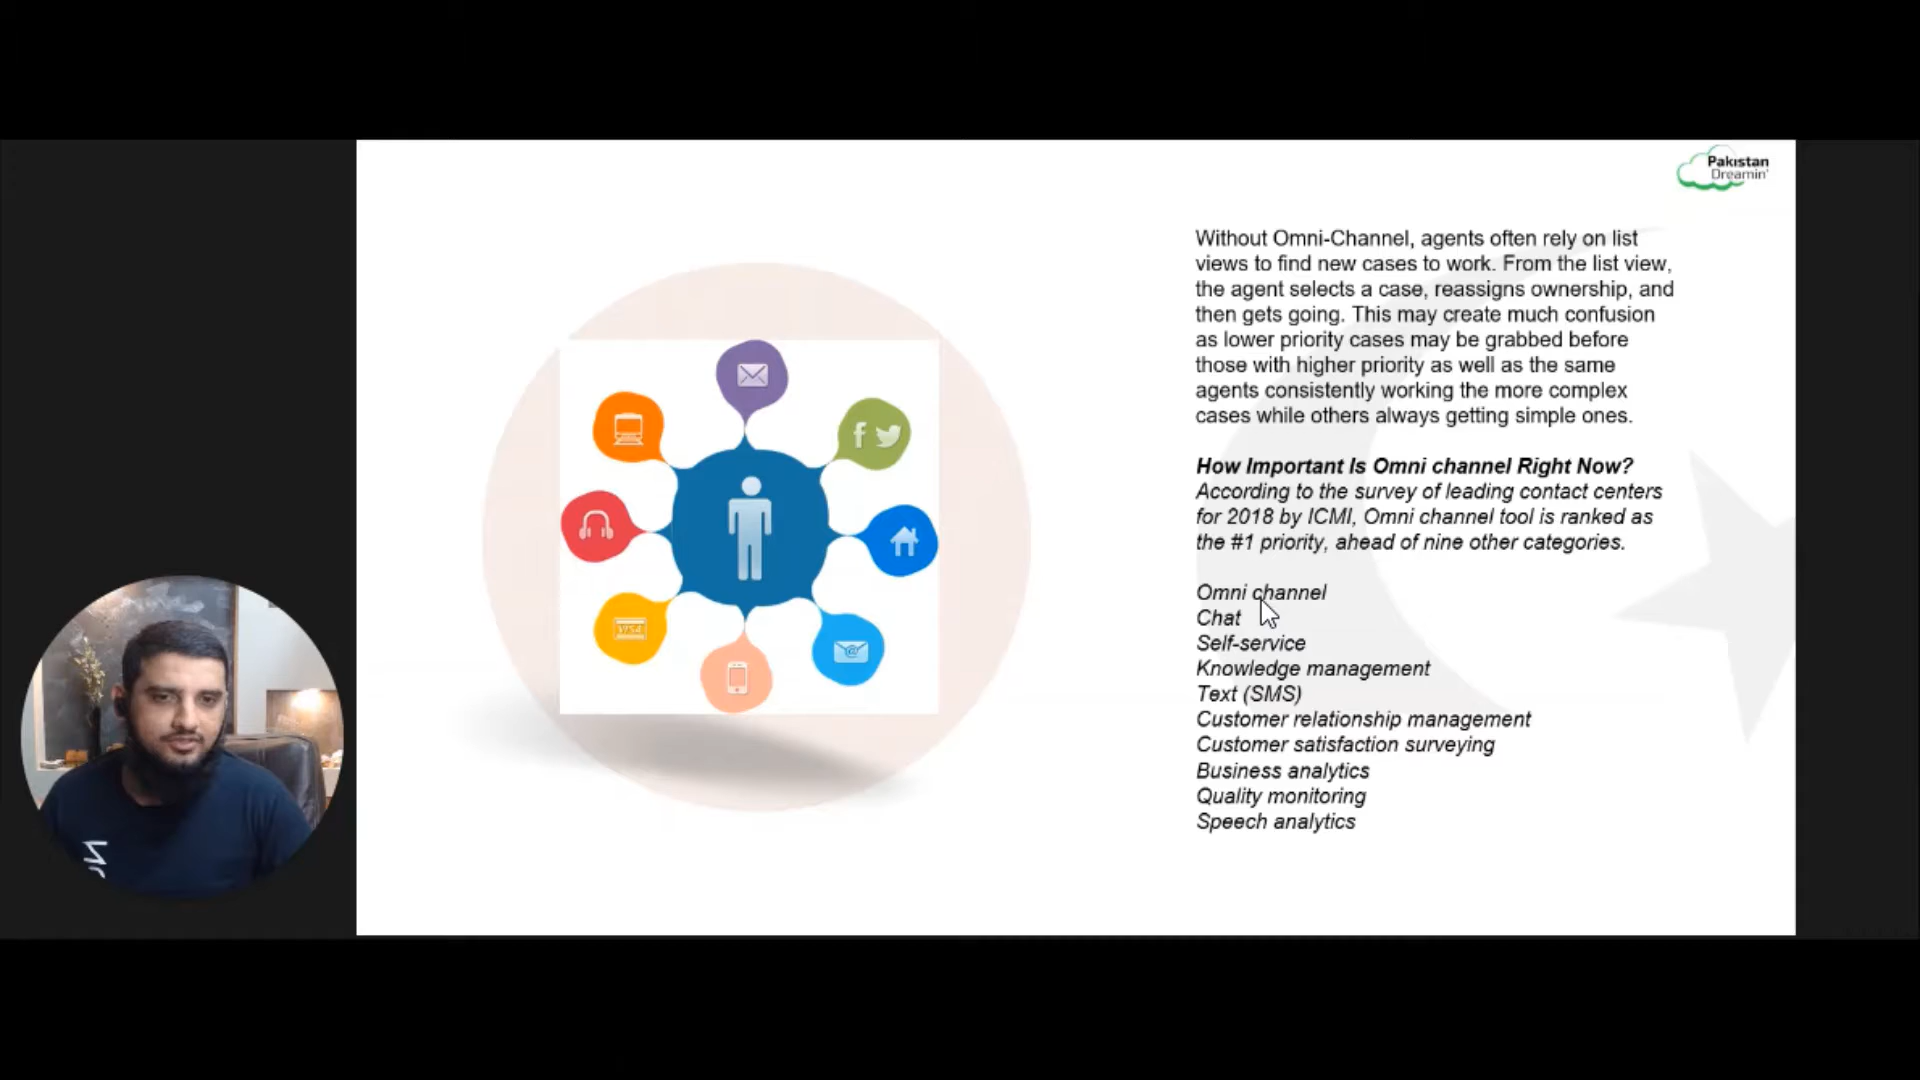 Pakistan
Dreamin'
Without Omni-Channel, agents often rely on list
views to find new cases to work. From the list view,
the agent selects a case, reassigns ownership, and
then gets going. This may create much confusion
as lower priority cases may be grabbed before
those with higher priority as well as the same
agents consistently working the more complex
cases while others always getting simple ones.
How Important Is Omni channel Right Now?
According to the survey of leading contact centers
for 2018 by ICMI, Omni channel tool is ranked as
the #1 priority, ahead of nine other categories.
Omni channel
Chat
Self-service
Knowledge management
Text (SMS)
Customer relationship management
Customer satisfaction surveying
Business analytics
Quality monitoring
Speech analytics
VISA